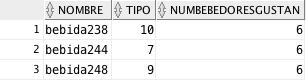 NOMBRE TIPO NUMBEBEDORESGUSTAN
1 bebida238 10 6
2 bebida244 7 6
3 bebida248 9 6